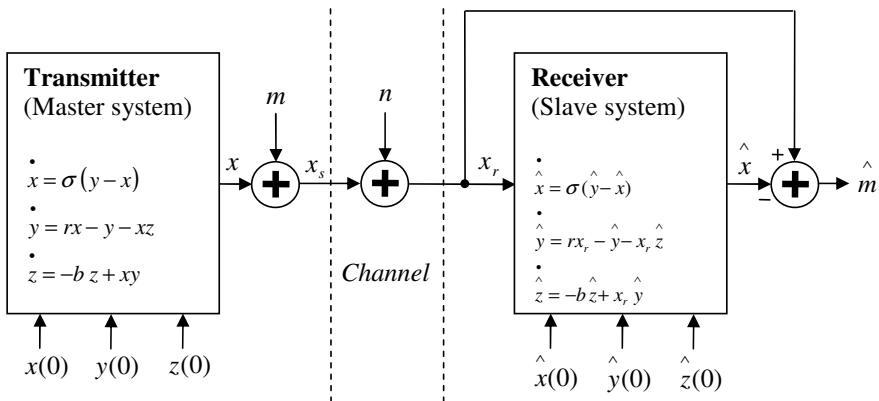 Transmitter
(Master system)
ẋ = σ(y − x)
ẏ = rx − y − xz
ż = −b z + xy
x(0) y(0) z(0)
x
m
+
x_s
n
+
Channel
x_r
Receiver
(Slave system)
x̂̇ = σ(ŷ − x̂)
ŷ̇ = rx_r − ŷ − x_r ẑ
ẑ̇ = −b ẑ + x_r ŷ
x̂(0) ŷ(0) ẑ(0)
x̂
+
−
+
m̂